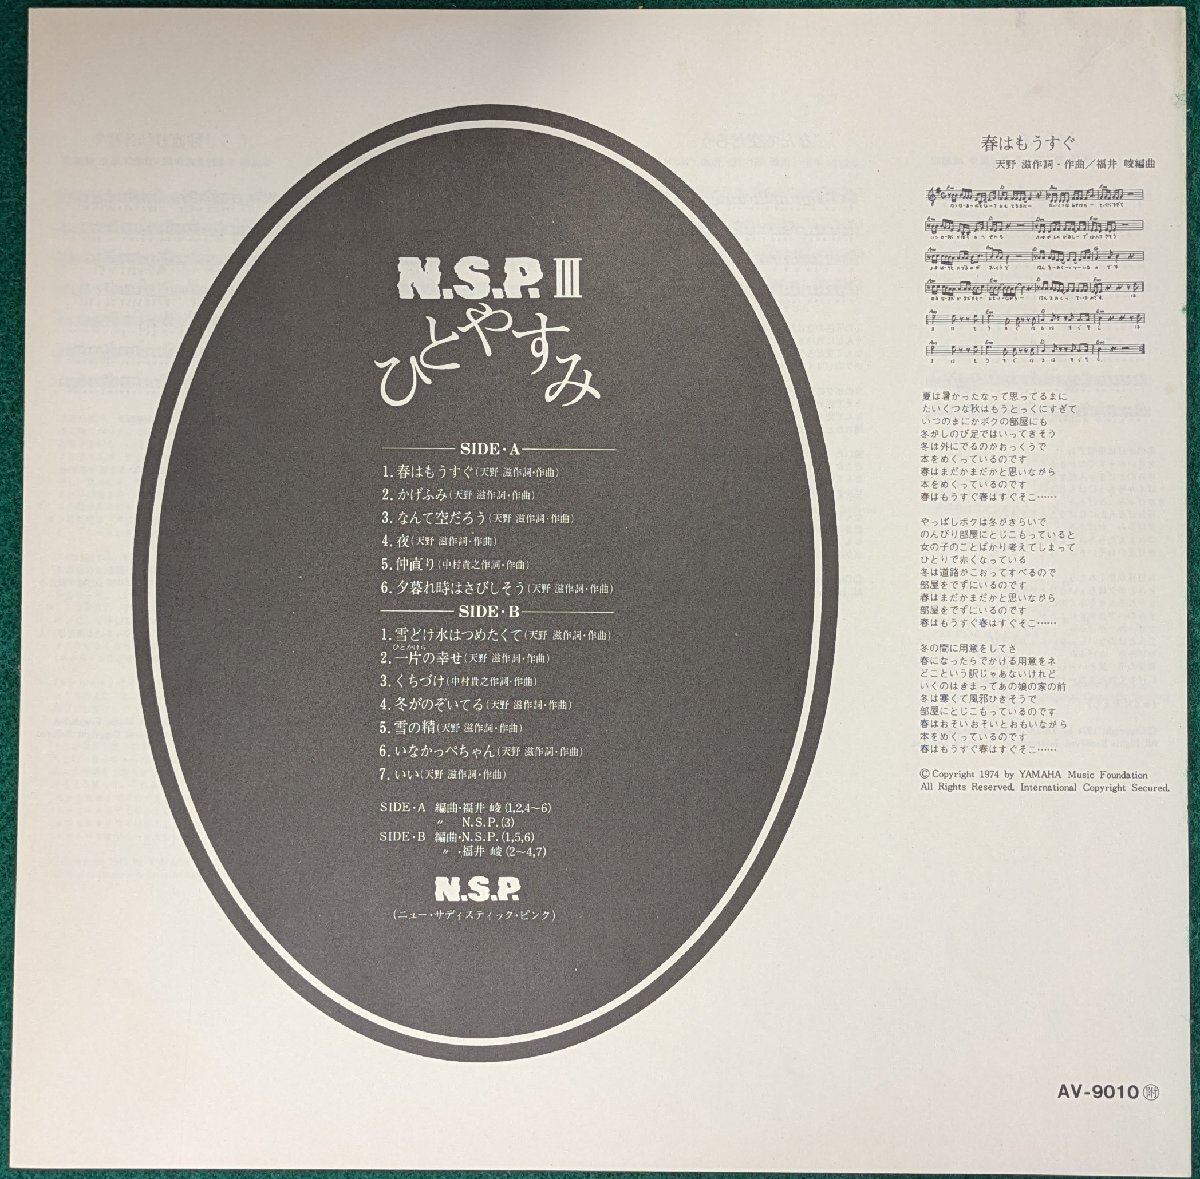 N.S.P. III
ひとやすみ
SIDE・A
1.春はもうすぐ(天野 滋作詞・作曲)
2.かげふみ(天野 滋作詞・作曲)
3.なんて空だろう(天野 滋作詞・作曲)
4.夜(天野 滋作詞・作曲)
5.仲直り(中村貴之作詞・作曲)
6.夕暮れ時はさびしそう(天野 滋作詞・作曲)
SIDE・B
1.雪どけ水はつめたくて(天野 滋作詞・作曲)
ひとかけら
2.一片の幸せ(天野 滋作詞・作曲)
3.くちづけ(中村貴之作詞・作曲)
4.冬がのぞいてる(天野 滋作詞・作曲)
5.雪の精(天野 滋作詞・作曲)
6.いなかっぺちゃん(天野 滋作詞・作曲)
7.いい(天野 滋作詞・作曲)
SIDE・A 編曲・福井 崚(1,2,4〜6)
〃 N.S.P.(3)
SIDE・B 編曲・N.S.P.(1,5,6)
〃・福井 崚(2〜4,7)
N.S.P.
(ニュー・サディスティック・ピンク)
春はもうすぐ
天野 滋作詞・作曲/福井 崚編曲
夏は暑かったなって思ってるまに
たいくつな秋はもうとっくにすぎて
いつのまにかボクの部屋にも
冬がしのび足ではいってきそう
冬は外にでるのがおっくうで
本をめくっているのです
春はまだかまだかと思いながら
本をめくっているのです
春はもうすぐ春はすぐそこ……
やっぱしボクは冬がきらいで
のんびり部屋にとじこもっていると
女の子のことばかり考えてしまって
ひとりで赤くなっている
冬は道路がこおってすべるので
部屋をでずにいるのです
春はまだかまだかと思いながら
部屋をでずにいるのです
春はもうすぐ春はすぐそこ……
冬の間に用意をしてさ
春になったらでかける用意をネ
どこという訳じゃあないけれど
いくのはきまってあの娘の家の前
冬は寒くて風邪ひきそうで
部屋にとじこもっているのです
春はおそいおそいとおもいながら
本をめくっているのです
春はもうすぐ春はすぐそこ……
©Copyright 1974 by YAMAHA Music Foundation
All Rights Reserved. International Copyright Secured.
AV-9010㊟